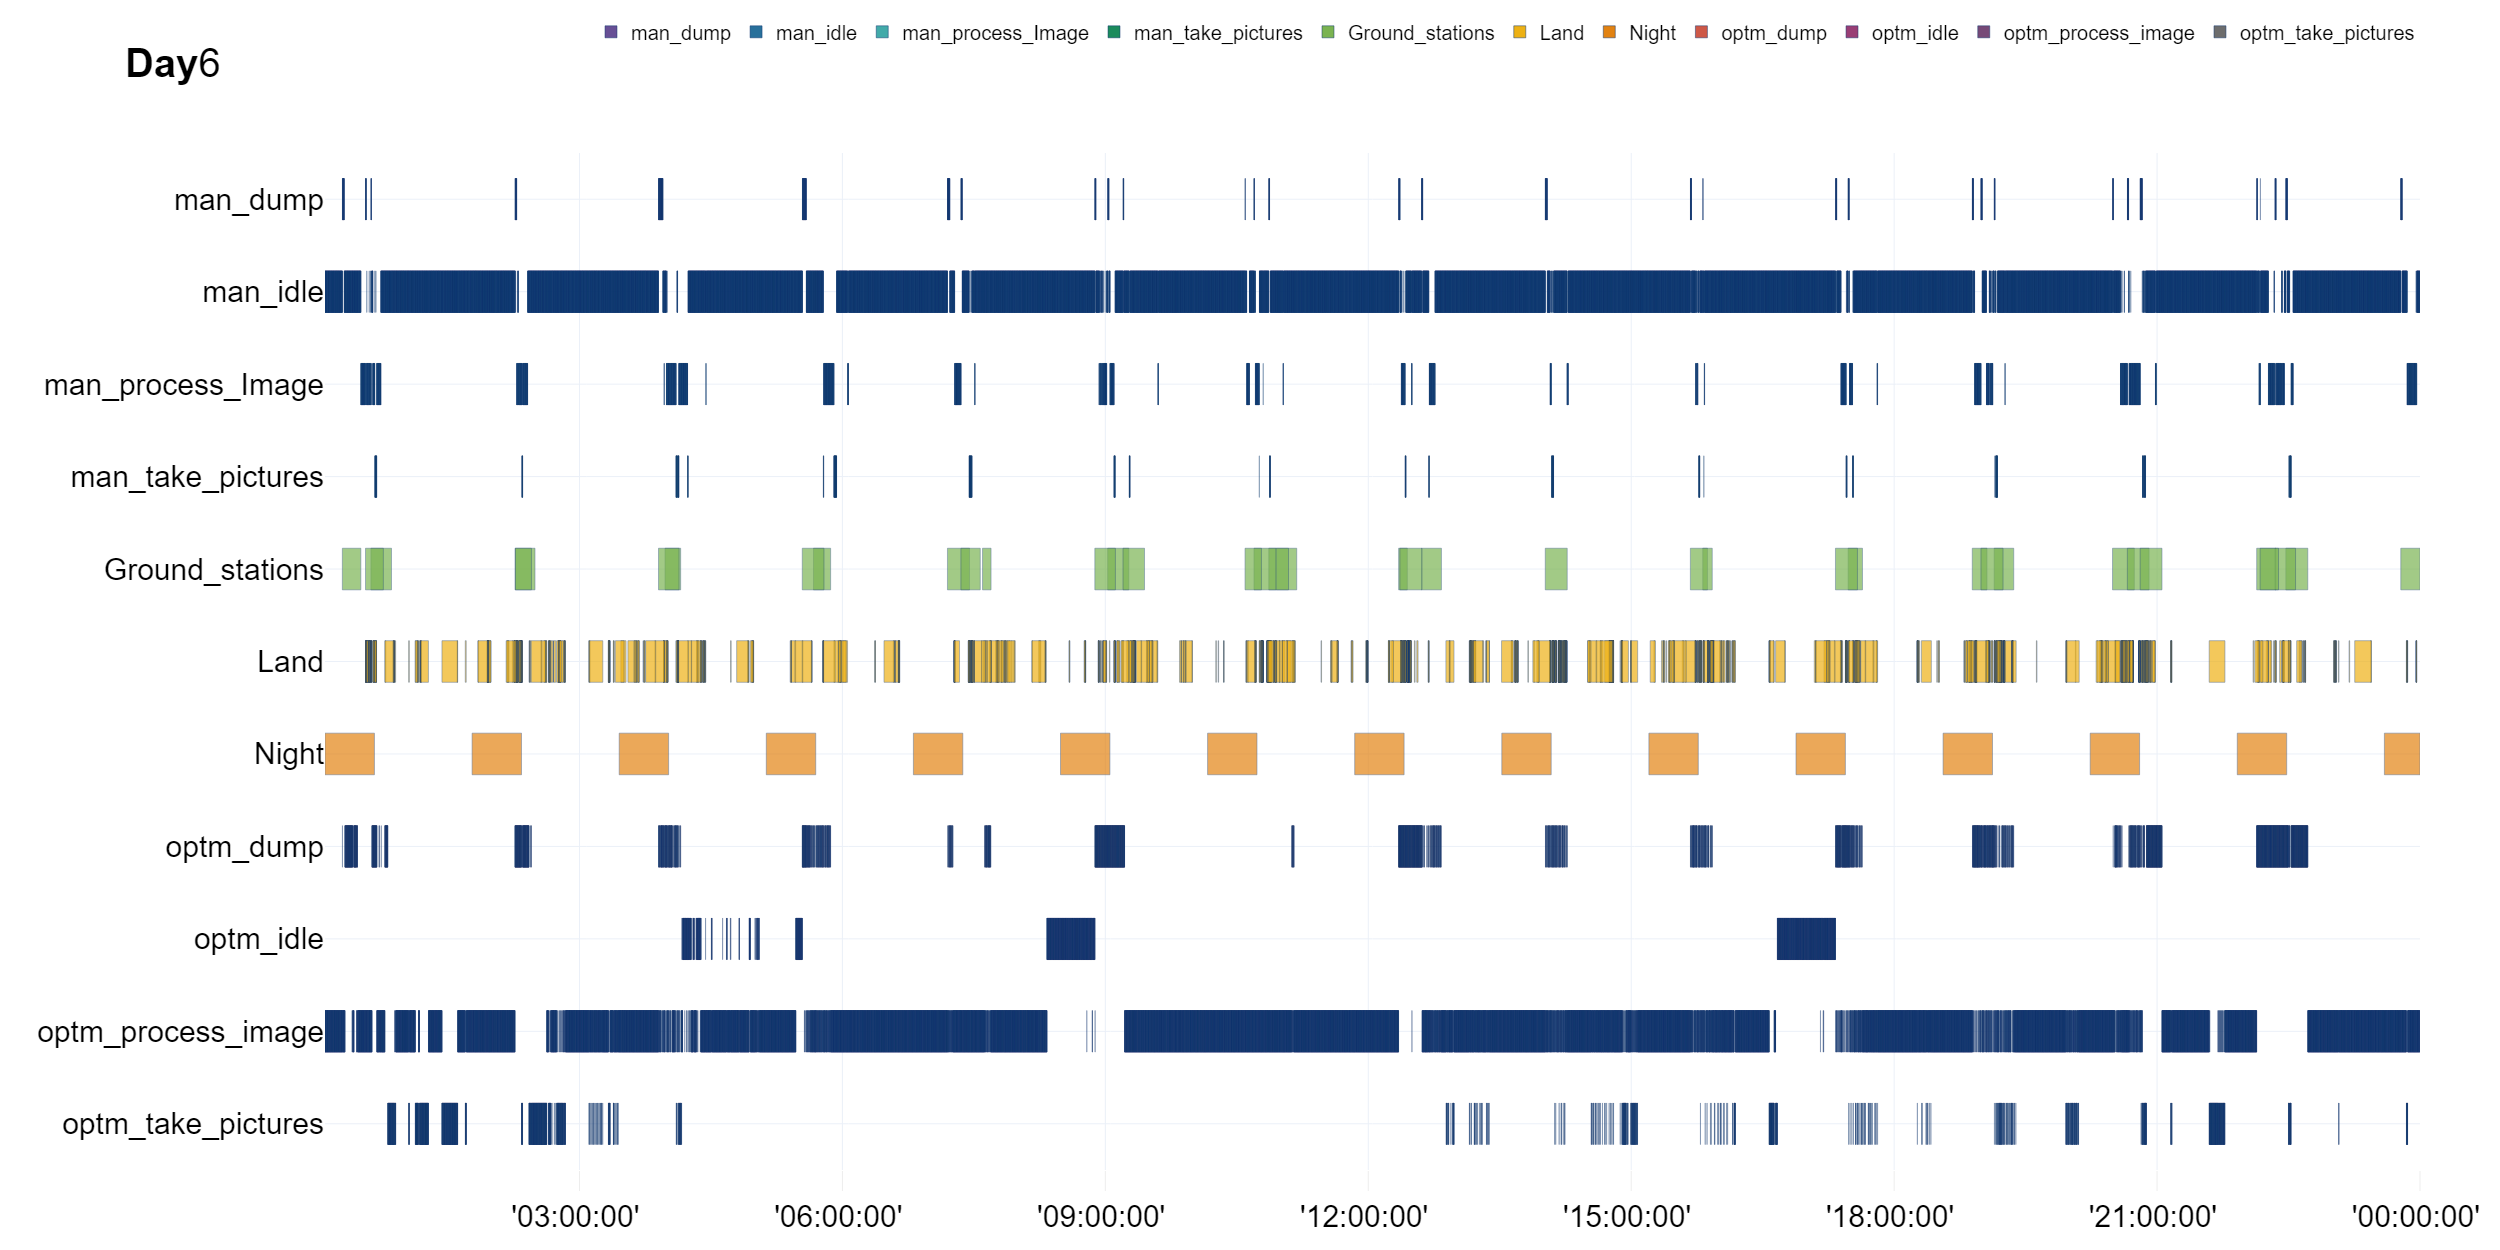 man_dump man_idle man_process_Image man_take_pictures Ground_stations Land Night optm_dump optm_idle optm_process_image optm_take_pictures
Day6
man_dump
man_idle
man_process_Image
man_take_pictures
Ground_stations
Land
Night
optm_dump
optm_idle
optm_process_image
optm_take_pictures
'03:00:00' '06:00:00' '09:00:00' '12:00:00' '15:00:00' '18:00:00' '21:00:00' '00:00:00'